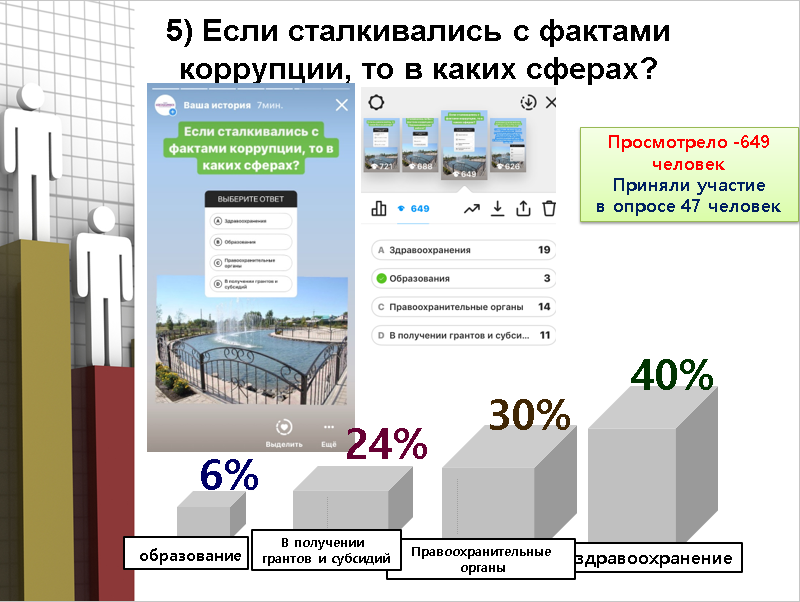 5) Если сталкивались с фактами
коррупции, то в каких сферах?
Ваша история 7мин.
Если сталкивались с
фактами коррупции, то в
каких сферах?
ВЫБЕРИТЕ ОТВЕТ
A Здравоохранения
B Образования
C Правоохранительные
органы
D В получении грантов и
субсидий
Выделить
Ещё
721
688
649
626
649
A Здравоохранения 19
Образования 3
C Правоохранительные органы 14
D В получении грантов и субси... 11
Просмотрело -649
человек
Приняли участие
в опросе 47 человек
6%
24%
30%
40%
образование
В получении
грантов и субсидий
Правоохранительные
органы
здравоохранение